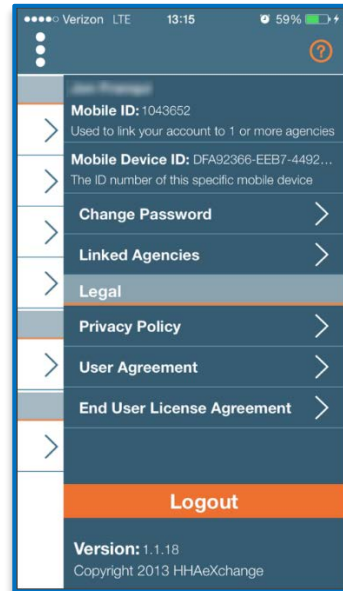 Verizon LTE 13:15 59%
?
Mobile ID: 1043652
Used to link your account to 1 or more agencies
Mobile Device ID: DFA92366-EEB7-4492...
The ID number of this specific mobile device
Change Password
Linked Agencies
Legal
Privacy Policy
User Agreement
End User License Agreement
Logout
Version: 1.1.18
Copyright 2013 HHAeXchange